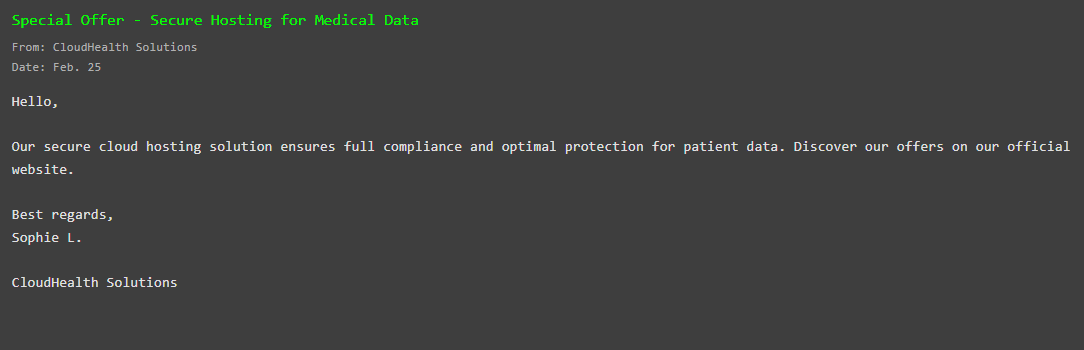 Special Offer - Secure Hosting for Medical Data
From: CloudHealth Solutions
Date: Feb. 25
Hello,
Our secure cloud hosting solution ensures full compliance and optimal protection for patient data. Discover our offers on our official
website.
Best regards,
Sophie L.
CloudHealth Solutions